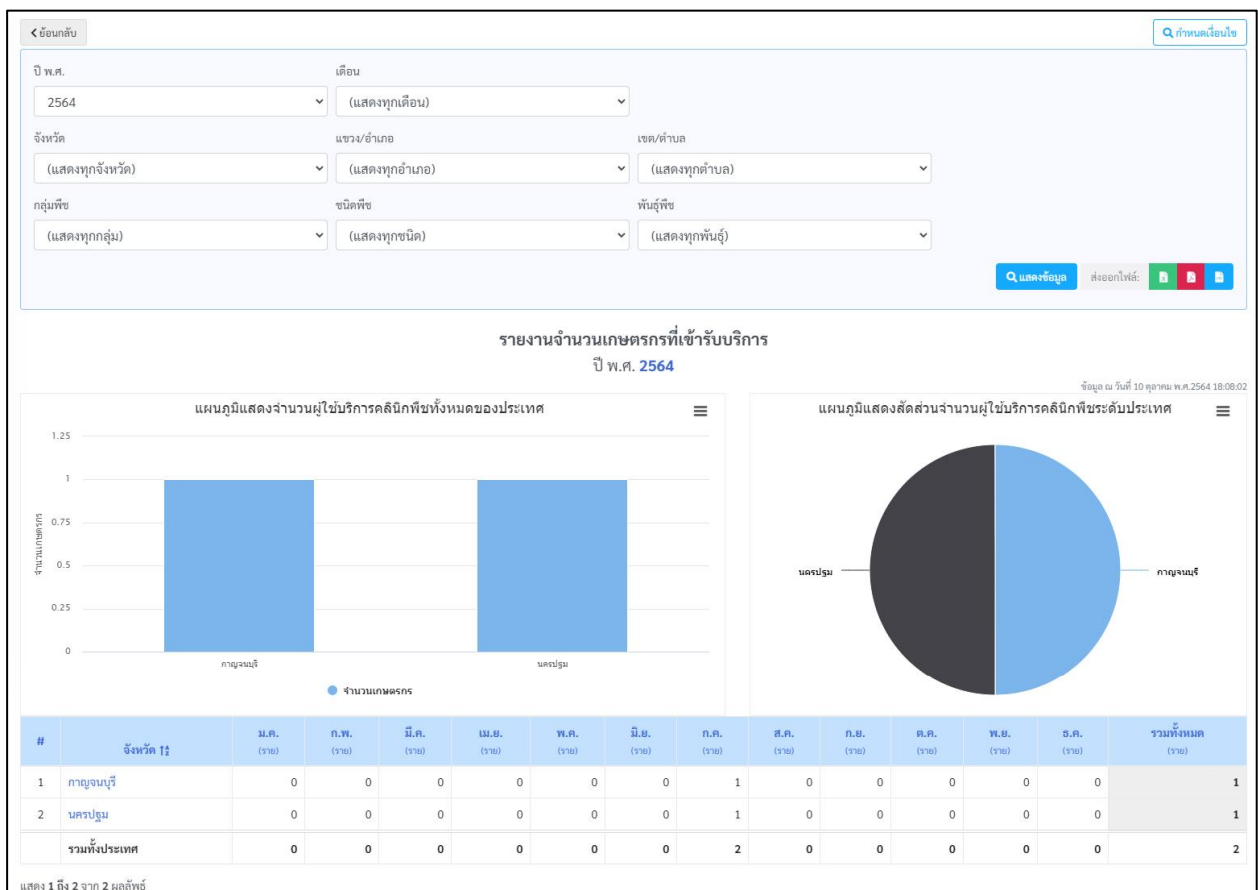 ย้อนกลับ
กำหนดเงื่อนไข
ปี พ.ศ. เดือน
2564 (แสดงทุกเดือน)
จังหวัด แขวง/อำเภอ เขต/ตำบล
(แสดงทุกจังหวัด) (แสดงทุกอำเภอ) (แสดงทุกตำบล)
กลุ่มพืช ชนิดพืช พันธุ์พืช
(แสดงทุกกลุ่ม) (แสดงทุกชนิด) (แสดงทุกพันธุ์)
แสดงข้อมูล ส่งออกไฟล์:
รายงานจำนวนเกษตรกรที่เข้ารับบริการ
ปี พ.ศ. 2564
ข้อมูล ณ วันที่ 10 ตุลาคม พ.ศ.2564 18:08:02
แผนภูมิแสดงจำนวนผู้ใช้บริการคลินิกพืชทั้งหมดของประเทศ
1.25
1
0.75
0.5
0.25
0
จำนวนเกษตรกร
กาญจนบุรี นครปฐม
จำนวนเกษตรกร
แผนภูมิแสดงสัดส่วนจำนวนผู้ใช้บริการคลินิกพืชระดับประเทศ
นครปฐม กาญจนบุรี
# จังหวัด ม.ค. ก.พ. มี.ค. เม.ย. พ.ค. มิ.ย. ก.ค. ส.ค. ก.ย. ต.ค. พ.ย. ธ.ค. รวมทั้งหมด
(ราย) (ราย) (ราย) (ราย) (ราย) (ราย) (ราย) (ราย) (ราย) (ราย) (ราย) (ราย) (ราย)
1 กาญจนบุรี 0 0 0 0 0 0 1 0 0 0 0 0 1
2 นครปฐม 0 0 0 0 0 0 1 0 0 0 0 0 1
รวมทั้งประเทศ 0 0 0 0 0 0 2 0 0 0 0 0 2
แสดง 1 ถึง 2 จาก 2 ผลลัพธ์